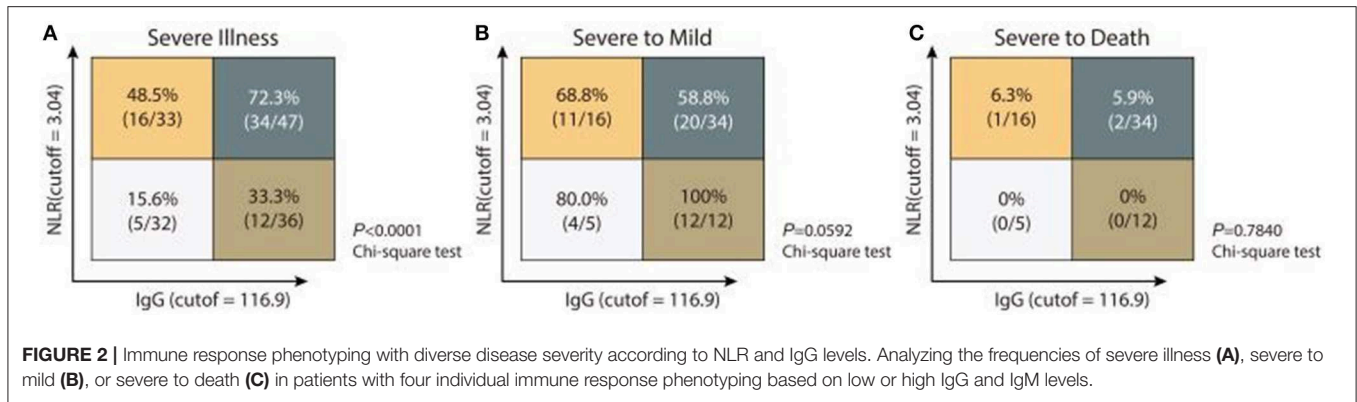 A
Severe Illness
NLR(cutoff = 3.04)
48.5%
(16/33)
72.3%
(34/47)
15.6%
(5/32)
33.3%
(12/36)
P<0.0001
Chi-square test
IgG (cutof = 116.9)
B
Severe to Mild
NLR(cutoff = 3.04)
68.8%
(11/16)
58.8%
(20/34)
80.0%
(4/5)
100%
(12/12)
P=0.0592
Chi-square test
IgG (cutof = 116.9)
C
Severe to Death
NLR(cutoff = 3.04)
6.3%
(1/16)
5.9%
(2/34)
0%
(0/5)
0%
(0/12)
P=0.7840
Chi-square test
IgG (cutof = 116.9)
FIGURE 2 | Immune response phenotyping with diverse disease severity according to NLR and IgG levels. Analyzing the frequencies of severe illness (A), severe to
mild (B), or severe to death (C) in patients with four individual immune response phenotyping based on low or high IgG and IgM levels.